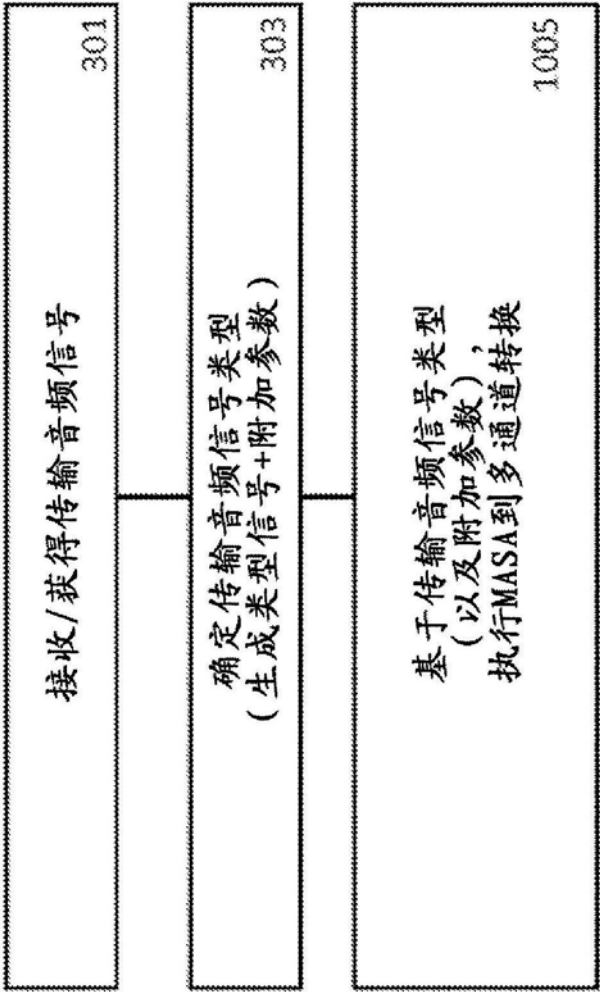 接收/获得传输音频信号
301
确定传输音频信号类型
(生成类型信号+附加参数)
303
基于传输音频信号类型
(以及附加参数),
执行MASA到多通道转换
1005